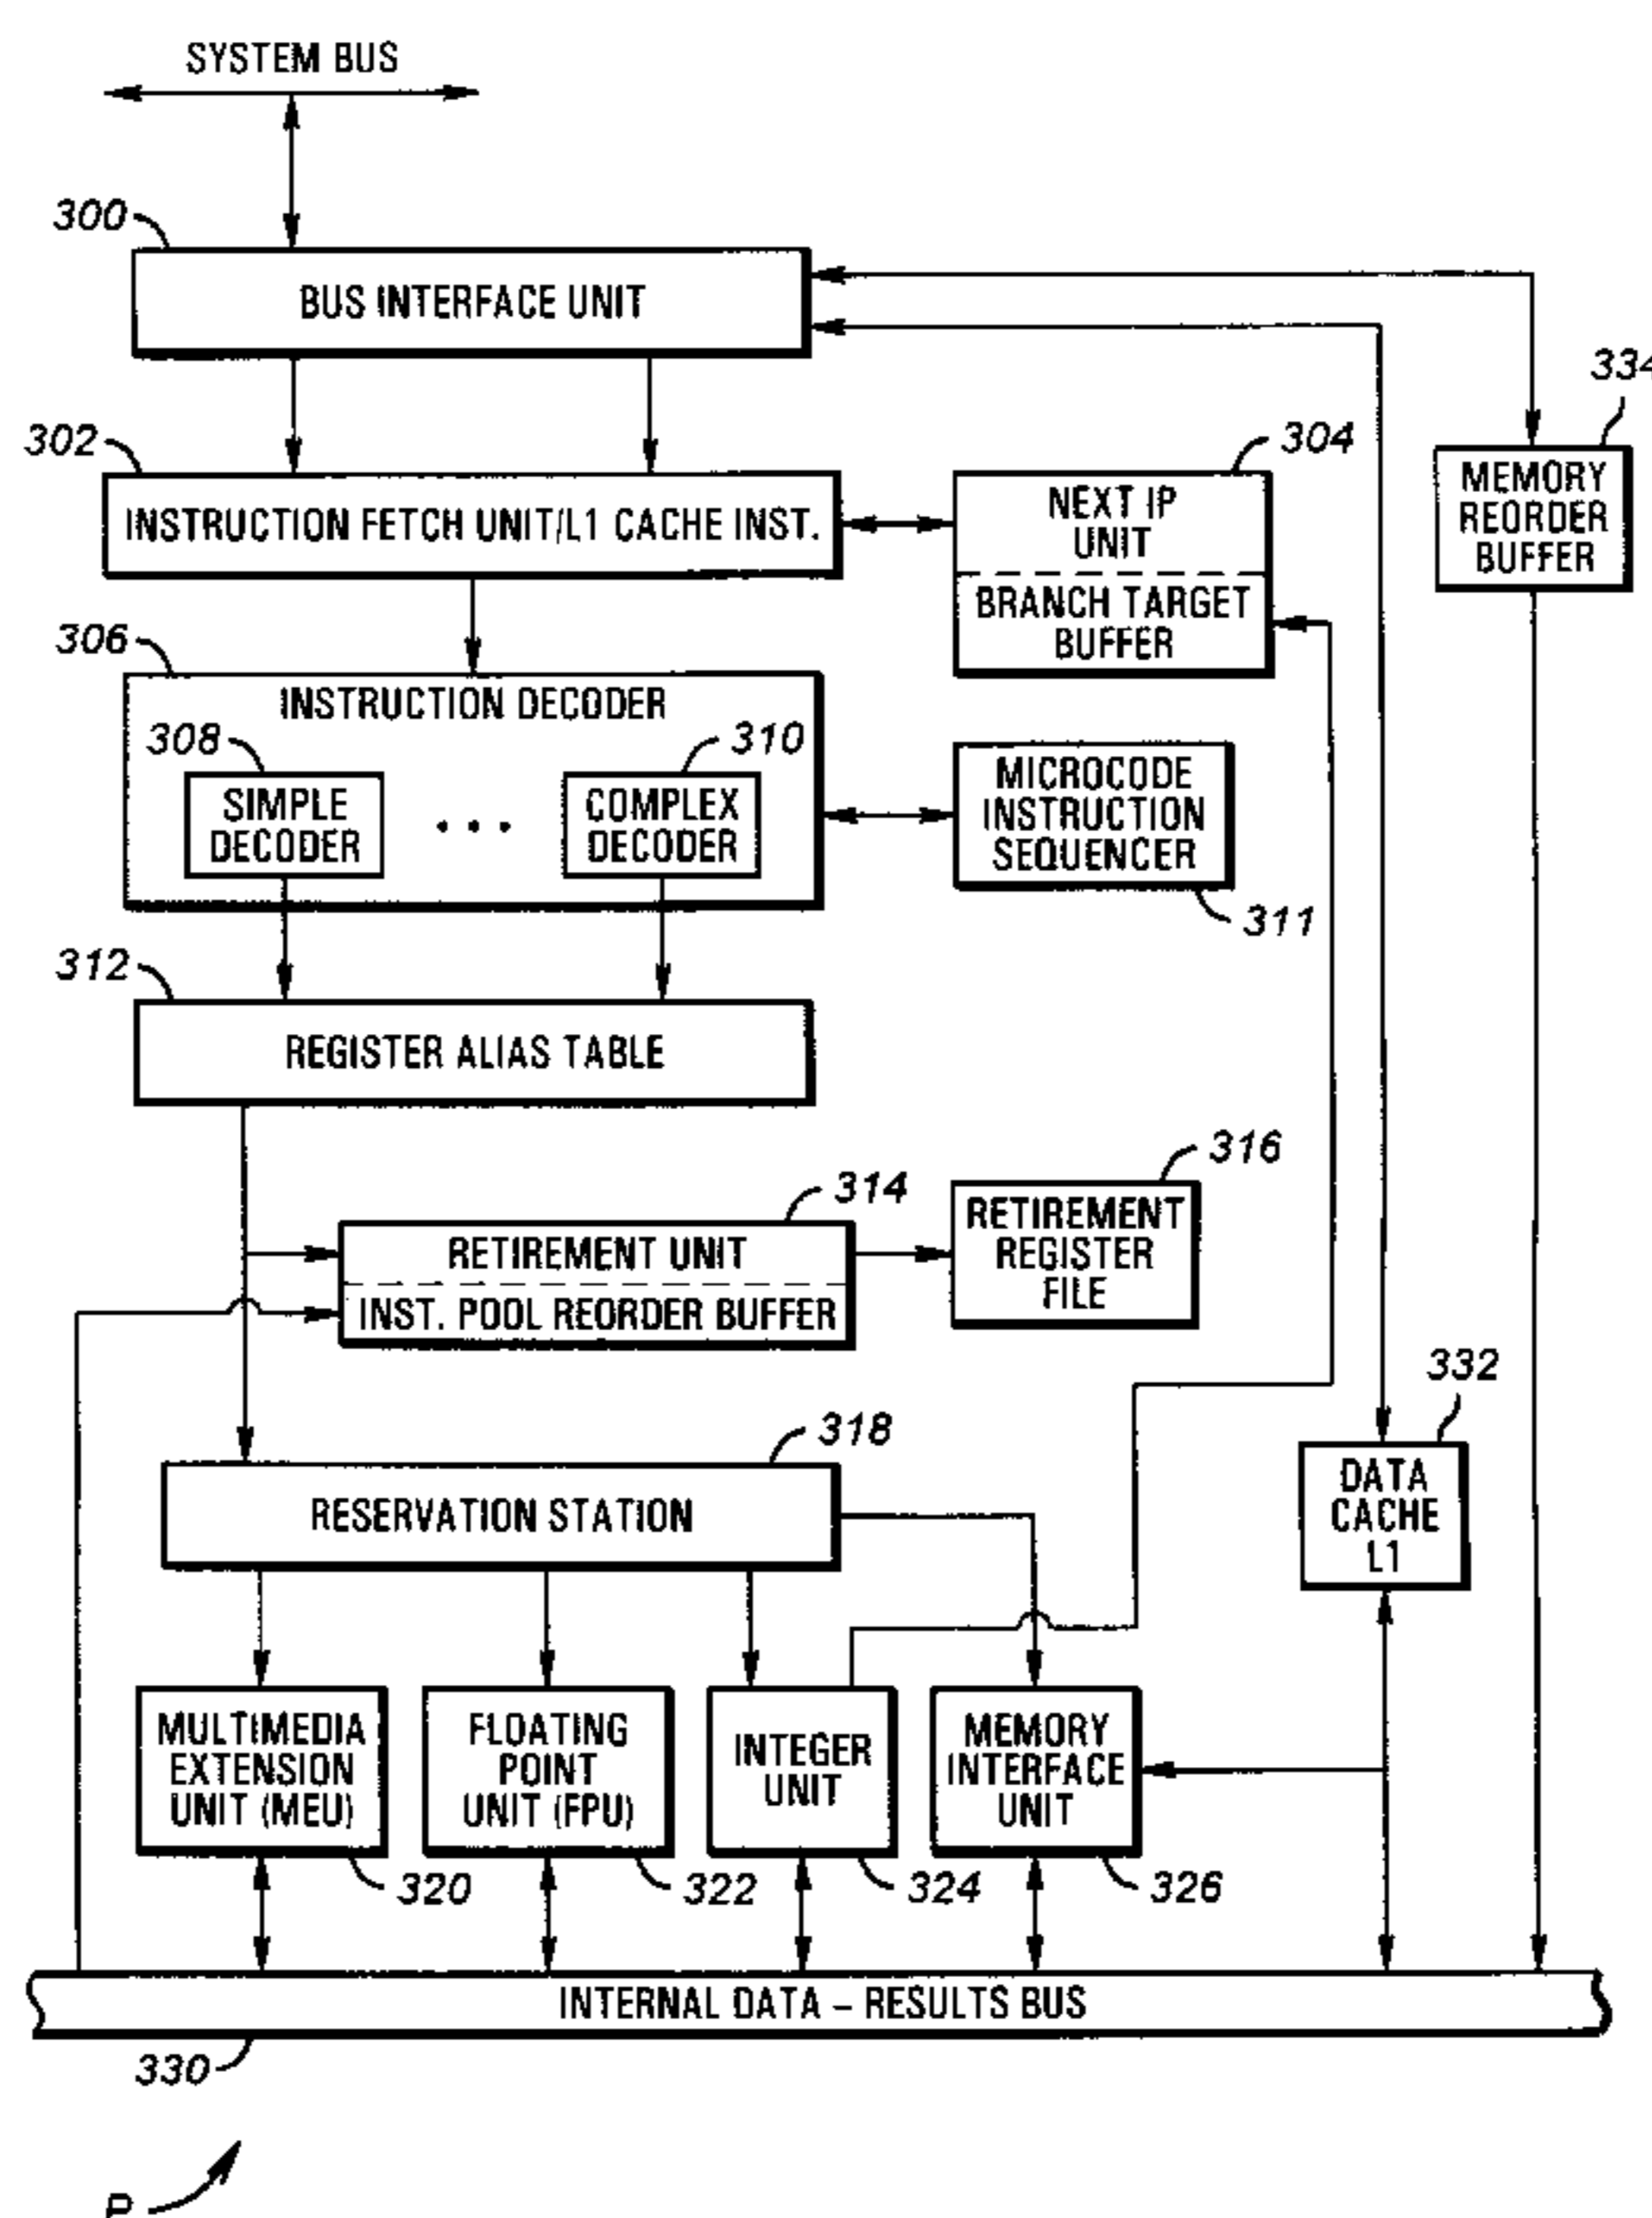 SYSTEM BUS
300
BUS INTERFACE UNIT
334
302
INSTRUCTION FETCH UNIT/L1 CACHE INST.
304
NEXT IP
UNIT
BRANCH TARGET
BUFFER
MEMORY
REORDER
BUFFER
306
INSTRUCTION DECODER
308
SIMPLE
DECODER
310
COMPLEX
DECODER
MICROCODE
INSTRUCTION
SEQUENCER
311
312
REGISTER ALIAS TABLE
314
RETIREMENT UNIT
INST. POOL REORDER BUFFER
316
RETIREMENT
REGISTER
FILE
332
DATA
CACHE
L1
318
RESERVATION STATION
MULTIMEDIA
EXTENSION
UNIT (MEU)
320
FLOATING
POINT
UNIT (FPU)
322
INTEGER
UNIT
324
MEMORY
INTERFACE
UNIT
326
INTERNAL DATA – RESULTS BUS
330
P